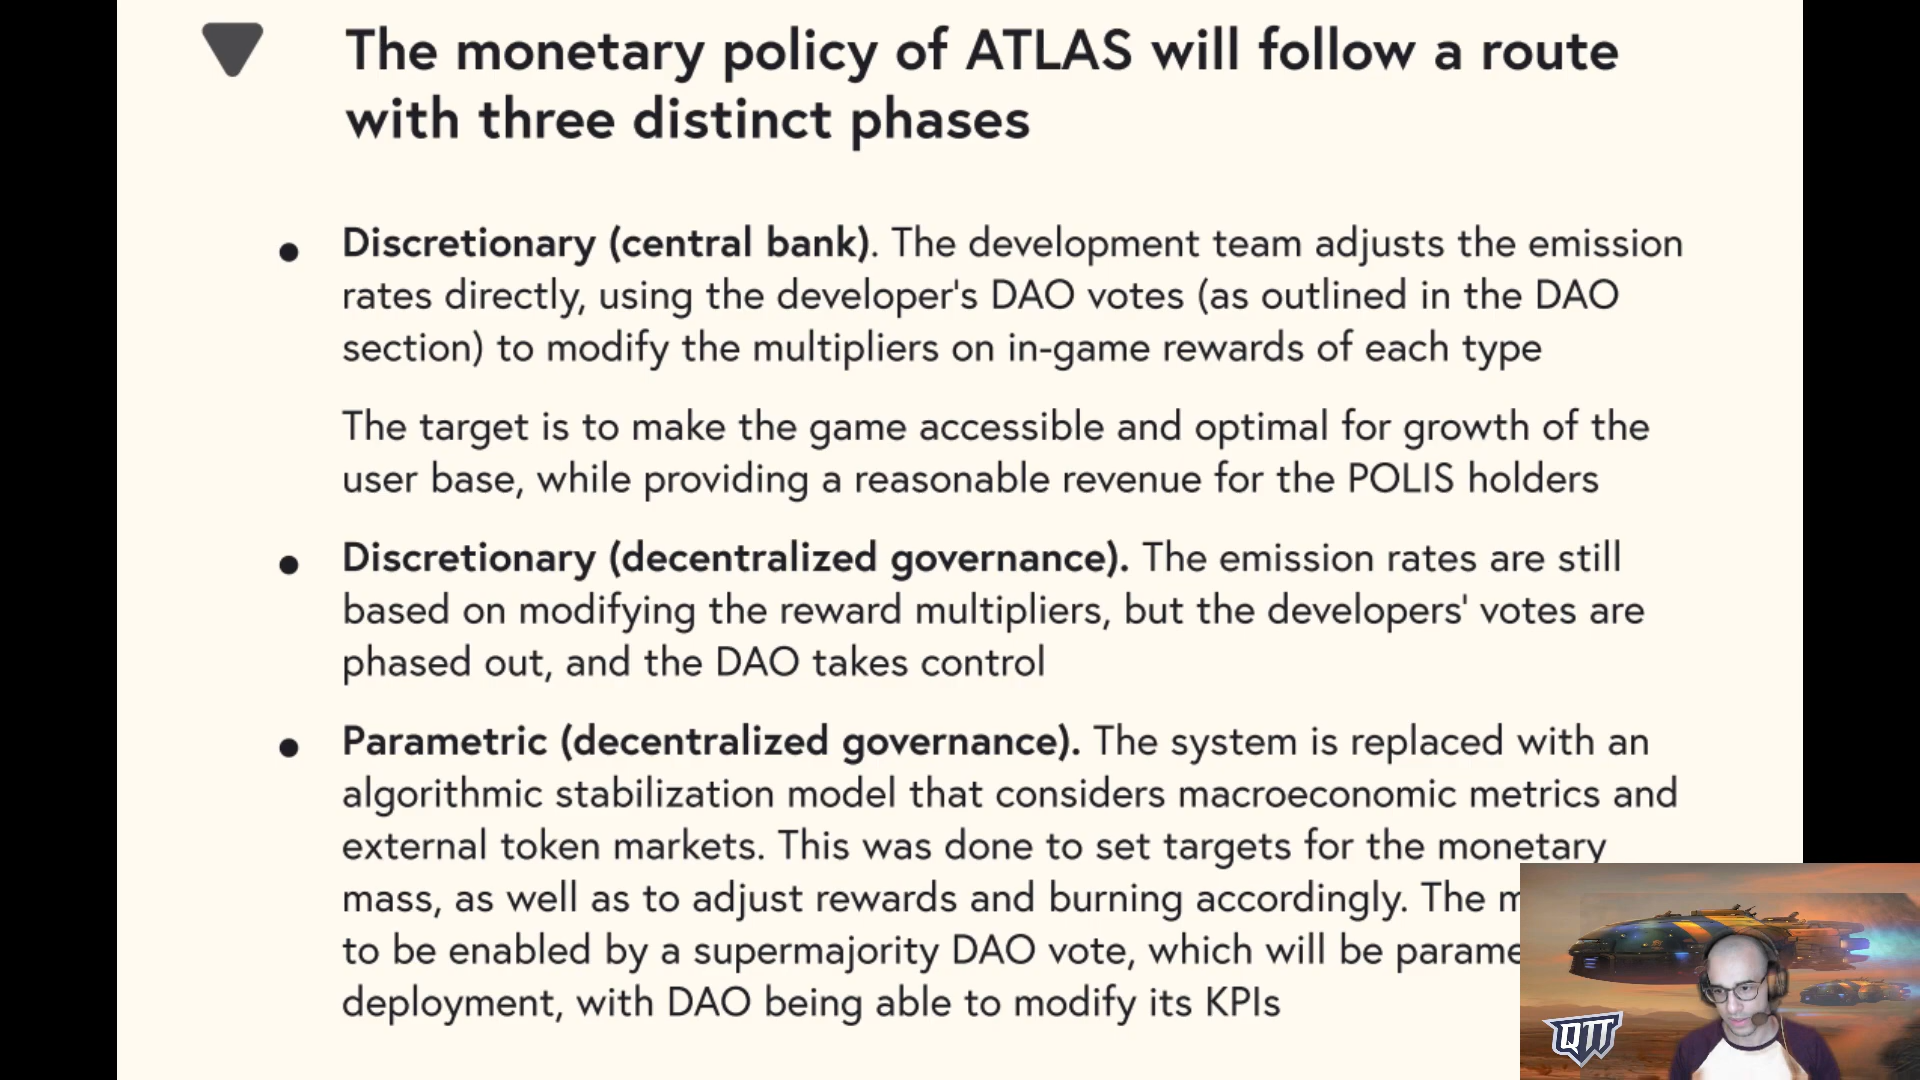 The monetary policy of ATLAS will follow a route
with three distinct phases
Discretionary (central bank). The development team adjusts the emission
rates directly, using the developer's DAO votes (as outlined in the DAO
section) to modify the multipliers on in-game rewards of each type
The target is to make the game accessible and optimal for growth of the
user base, while providing a reasonable revenue for the POLIS holders
Discretionary (decentralized governance). The emission rates are still
based on modifying the reward multipliers, but the developers' votes are
phased out, and the DAO takes control
Parametric (decentralized governance). The system is replaced with an
algorithmic stabilization model that considers macroeconomic metrics and
external token markets. This was done to set targets for the monetary
mass, as well as to adjust rewards and burning accordingly. The
to be enabled by a supermajority DAO vote, which will be
deployment, with DAO being able to modify its KPIs